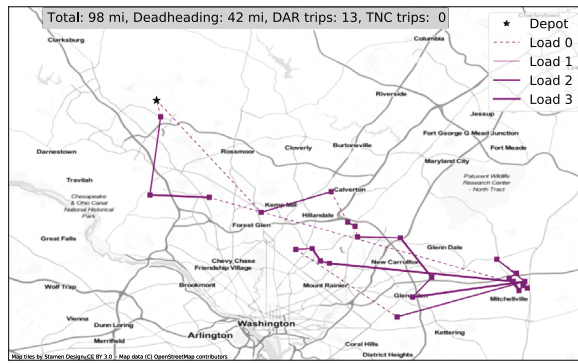 Total: 98 mi, Deadheading: 42 mi, DAR trips: 13, TNC trips: 0
Depot
Load 0
Load 1
Load 2
Load 3
Clarksburg
Columbia
Riverside
Jessup
Fort George G Mead Junction
Fort Meade
Darnestown
Rossmoor
Cloverly
Burtonsville
Maryland City
Travilah
Patuxent Wildlife
Research Center
- North Tract
Chesapeake
& Ohio Canal
National Historical
Park
Calverton
Kemp Mill
Hillandale
Forest Glen
Great Falls
Glenn Dale
Chevy Chase
Friendship Village
New Carrollton
Wolf Trap
Brookmont
Mount Rainier
Mitchellville
Vienna
Dunn Loring
Merrifield
Washington
Arlington
Kettering
Coral Hills
District Heights
Map tiles by Stamen Design, CC BY 3.0 - Map data (C) OpenStreetMap contributors